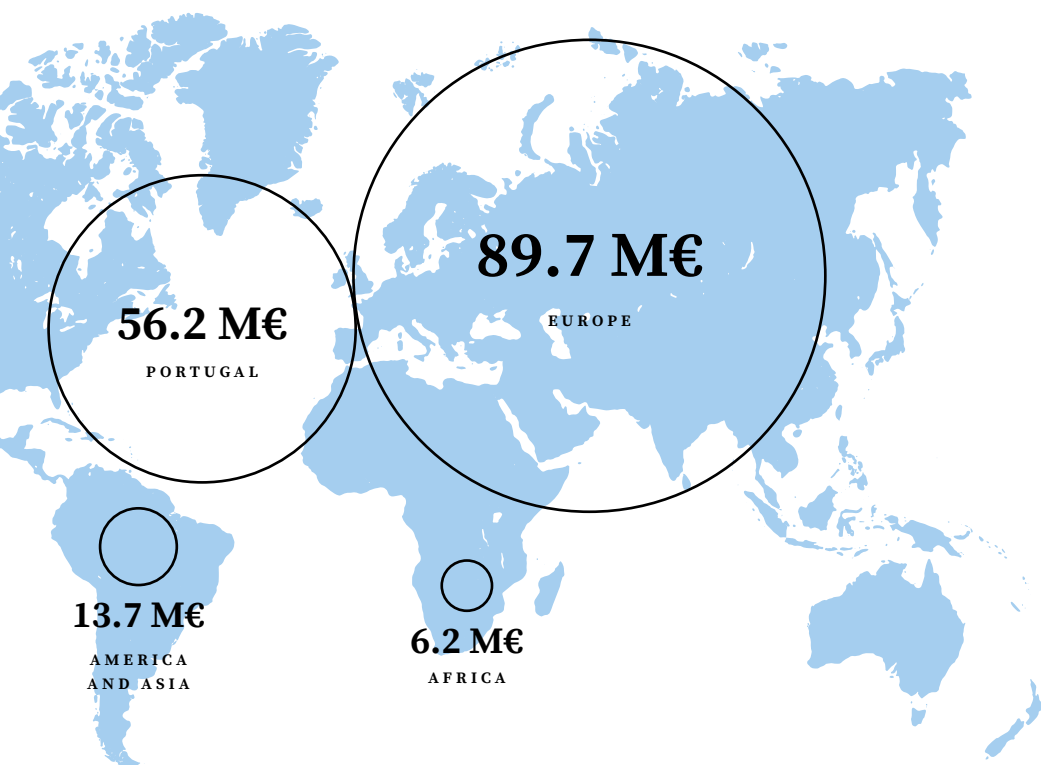 89.7 M€
EUROPE
56.2 M€
PORTUGAL
13.7 M€
AMERICA
AND ASIA
6.2 M€
AFRICA